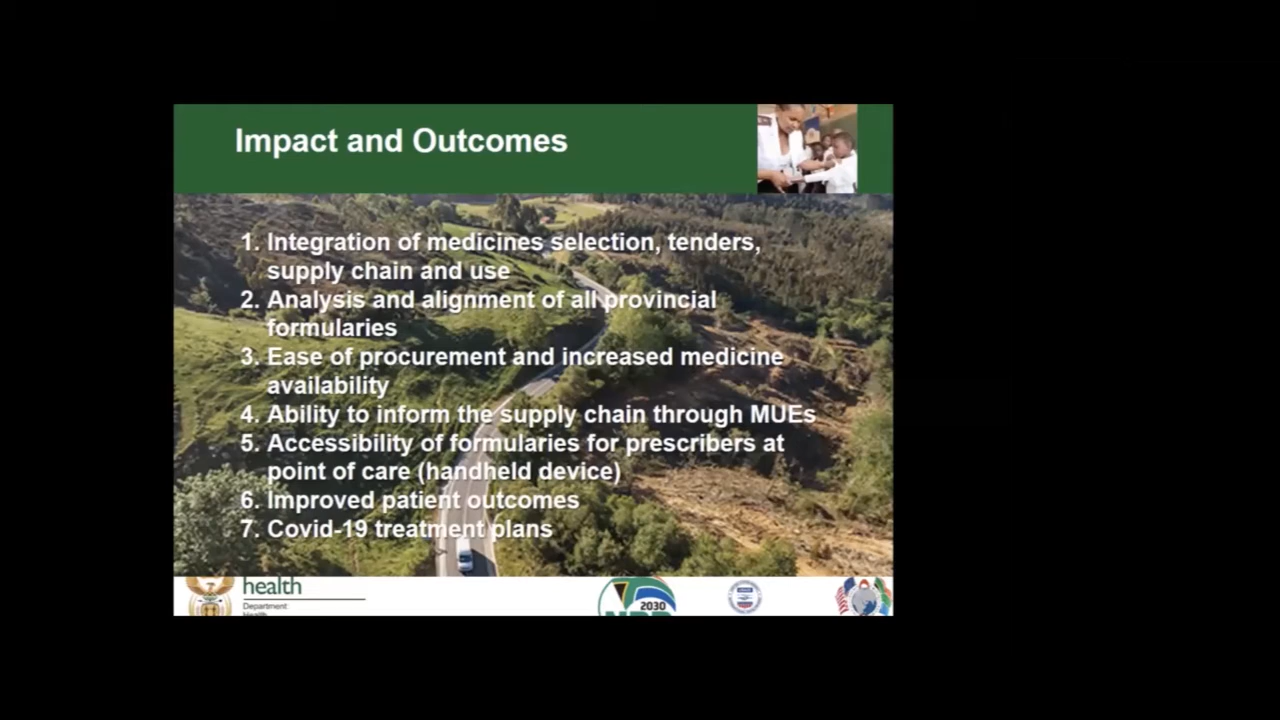 Impact and Outcomes
1. Integration of medicines selection, tenders,
supply chain and use
2. Analysis and alignment of all provincial
formularies
3. Ease of procurement and increased medicine
availability
4. Ability to inform the supply chain through MUEs
5. Accessibility of formularies for prescribers at
point of care (handheld device)
6. Improved patient outcomes
7. Covid-19 treatment plans
health
Department:
2030